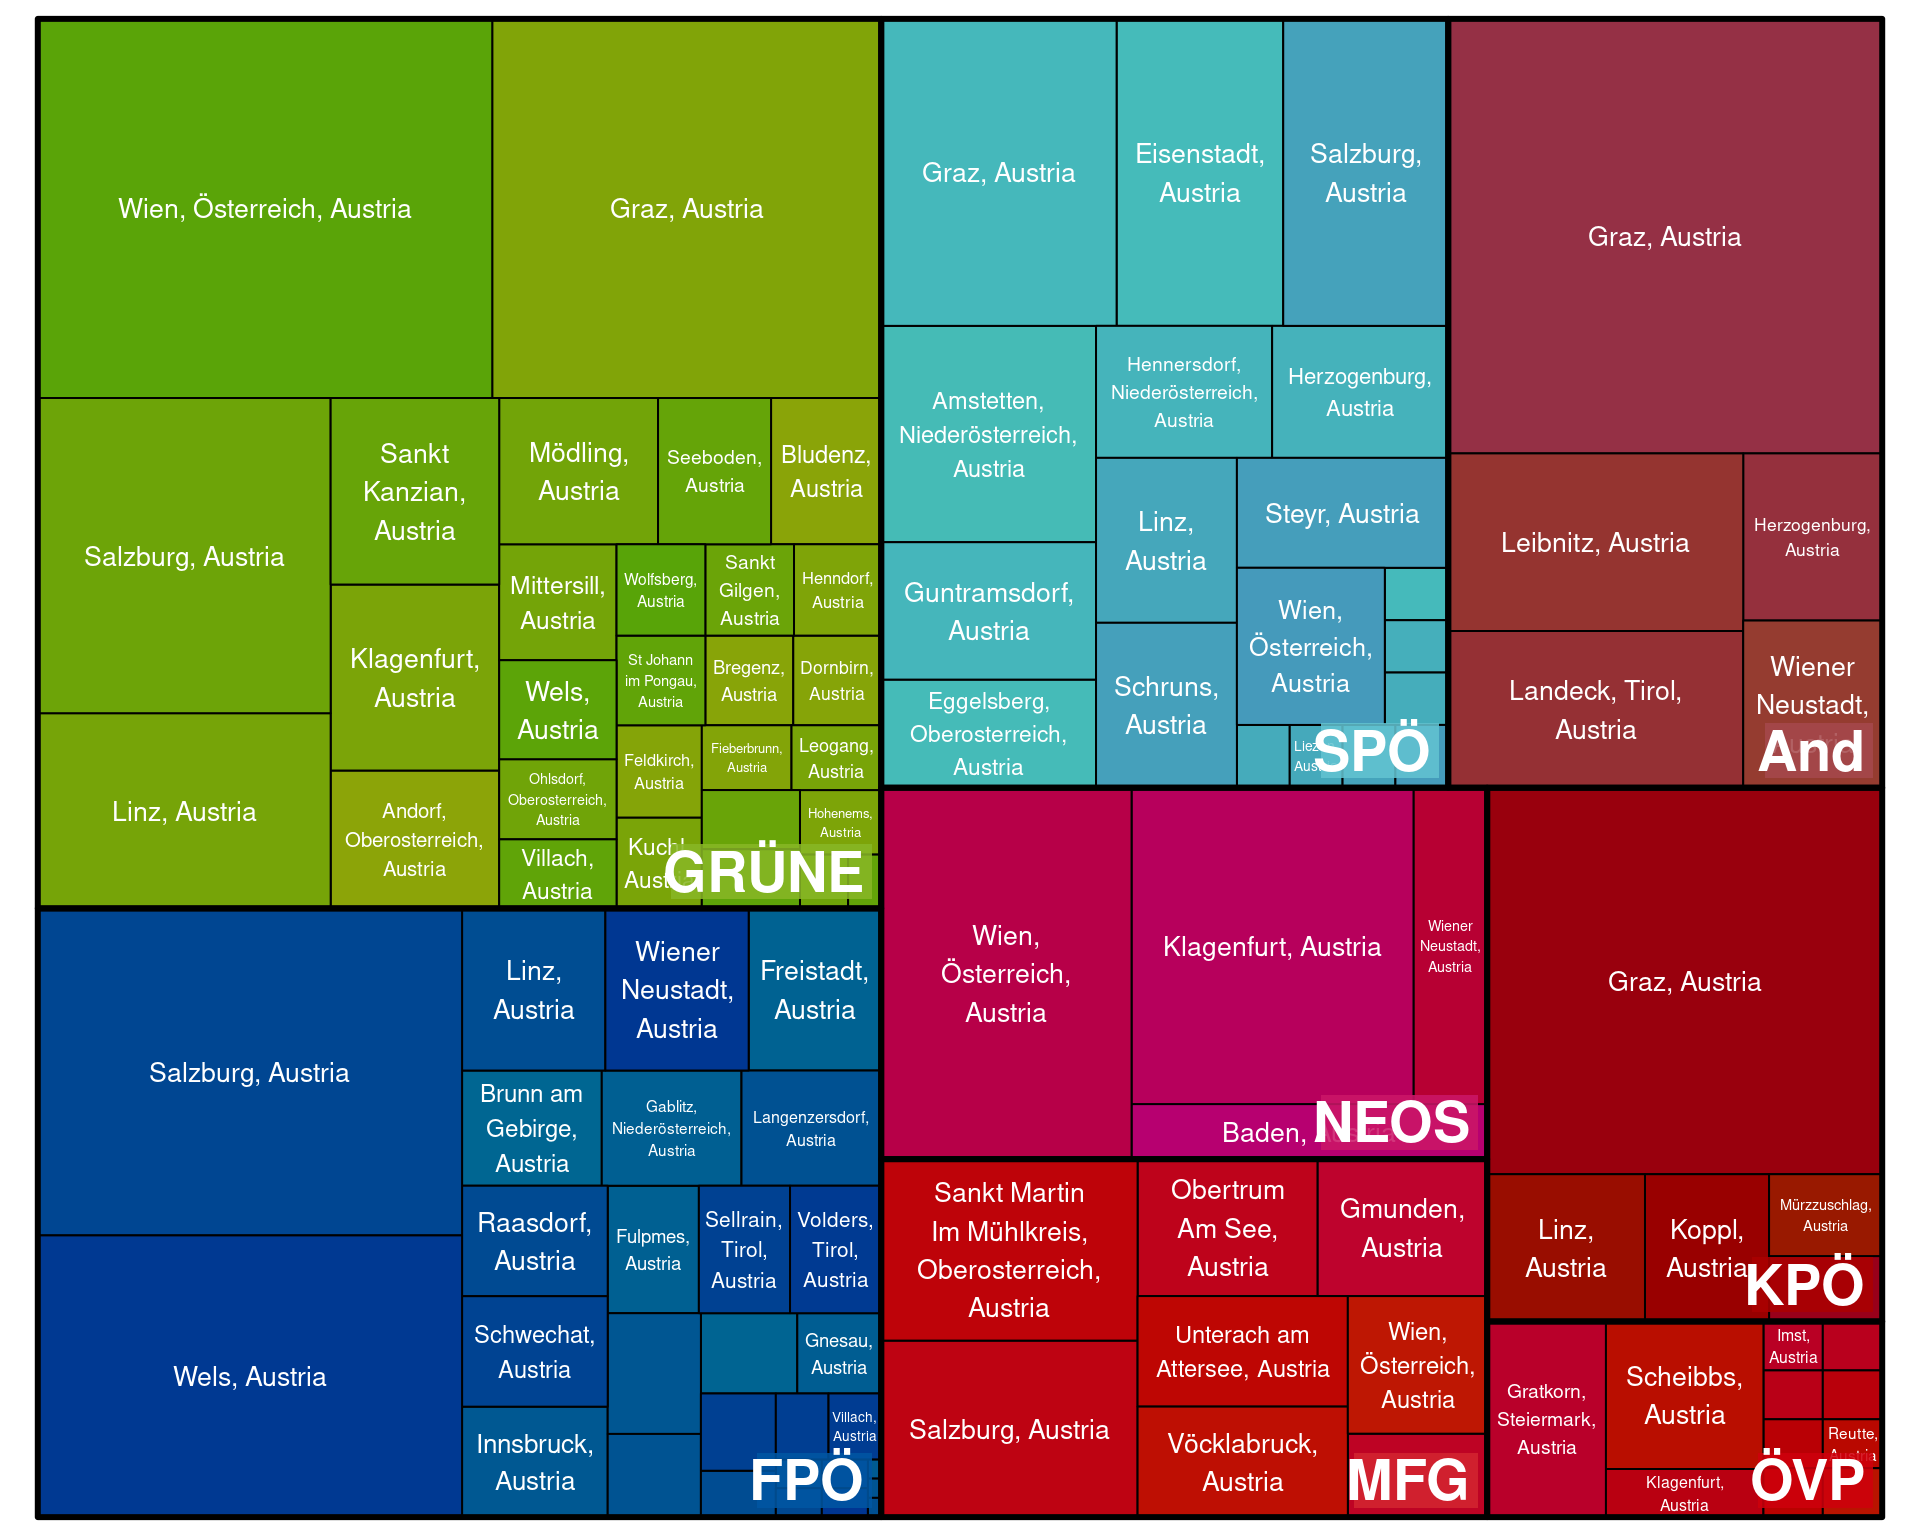 Wien, Österreich, Austria
Graz, Austria
Salzburg, Austria
Linz, Austria
Sankt
Kanzian,
Austria
Klagenfurt,
Austria
Andorf,
Oberosterreich,
Austria
Mödling,
Austria
Seeboden,
Austria
Bludenz,
Austria
Mittersill,
Austria
Wels,
Austria
Ohlsdorf,
Oberosterreich,
Austria
Villach,
Austria
Wolfsberg,
Austria
Sankt
Gilgen,
Austria
Henndorf,
Austria
St Johann
im Pongau,
Austria
Bregenz,
Austria
Dornbirn,
Austria
Feldkirch,
Austria
Fieberbrunn,
Austria
Leogang,
Austria
Kuchl,
Austria
Hohenems,
Austria
GRÜNE
Graz, Austria
Eisenstadt,
Austria
Salzburg,
Austria
Amstetten,
Niederösterreich,
Austria
Guntramsdorf,
Austria
Eggelsberg,
Oberosterreich,
Austria
Hennersdorf,
Niederösterreich,
Austria
Herzogenburg,
Austria
Linz,
Austria
Schruns,
Austria
Steyr, Austria
Wien,
Österreich,
Austria
SPÖ
Graz, Austria
Leibnitz, Austria
Landeck, Tirol,
Austria
Herzogenburg,
Austria
Wiener
Neustadt,
Austria
And
Salzburg, Austria
Wels, Austria
Linz,
Austria
Wiener
Neustadt,
Austria
Freistadt,
Austria
Brunn am
Gebirge,
Austria
Gablitz,
Niederösterreich,
Austria
Langenzersdorf,
Austria
Raasdorf,
Austria
Schwechat,
Austria
Innsbruck,
Austria
Fulpmes,
Austria
Sellrain,
Tirol,
Austria
Volders,
Tirol,
Austria
Gnesau,
Austria
Villach,
Austria
FPÖ
Wien,
Österreich,
Austria
Klagenfurt, Austria
Wiener
Neustadt,
Austria
Baden, Austria
NEOS
Graz, Austria
Linz,
Austria
Koppl,
Austria
Mürzzuschlag,
Austria
KPÖ
Sankt Martin
Im Mühlkreis,
Oberosterreich,
Austria
Salzburg, Austria
Obertrum
Am See,
Austria
Gmunden,
Austria
Unterach am
Attersee, Austria
Vöcklabruck,
Austria
Wien,
Österreich,
Austria
MFG
Gratkorn,
Steiermark,
Austria
Scheibbs,
Austria
Klagenfurt,
Austria
Imst,
Austria
Reutte,
Austria
ÖVP